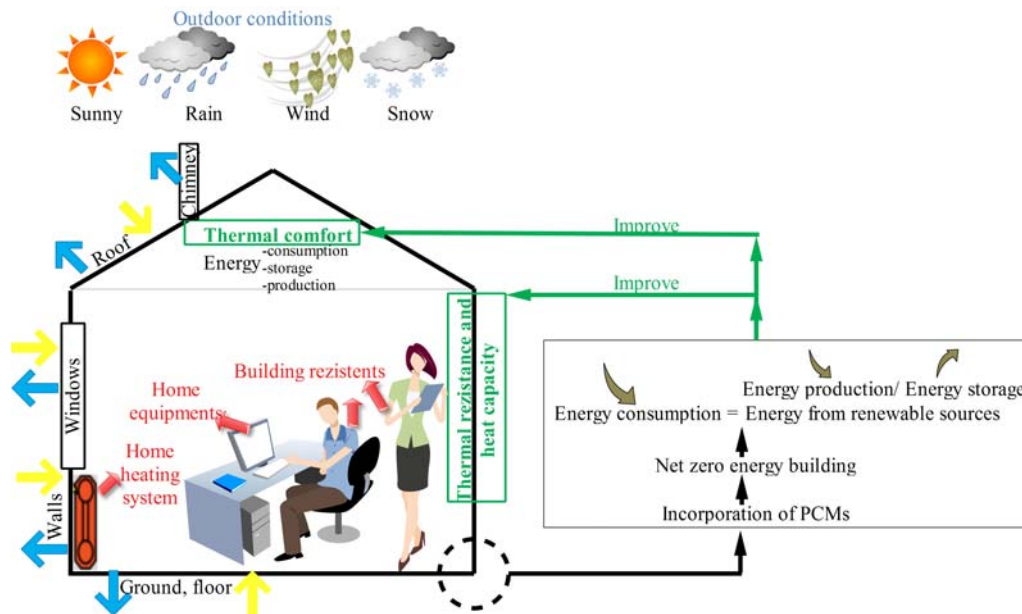 Outdoor conditions
Sunny
Rain
Wind
Snow
Chimney
Roof
Thermal comfort
Energy
-consumption
-storage
-production
Improve
Improve
Windows
Walls
Home
equipments
Building rezistents
Home
heating
system
Thermal rezistance and
heat capacity
Ground, floor
Energy production/ Energy storage
Energy consumption = Energy from renewable sources
Net zero energy building
Incorporation of PCMs